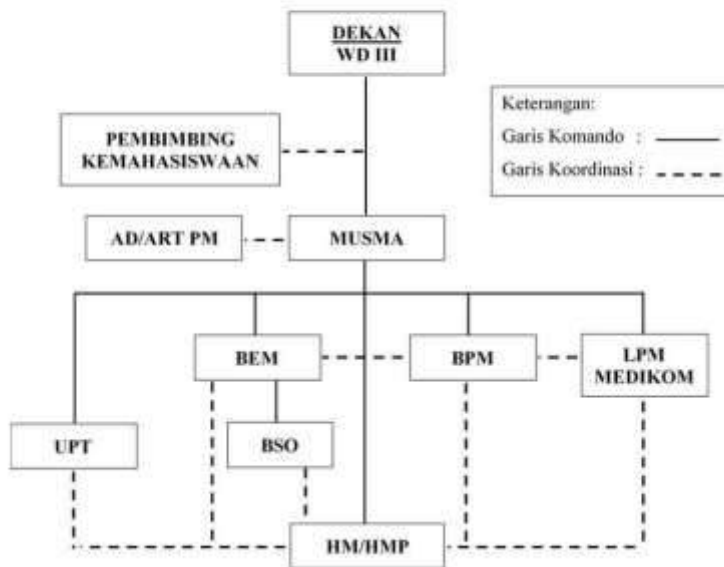 DEKAN
WD III
Keterangan:
Garis Komando :
Garis Koordinasi :
PEMBIMBING
KEMAHASISWAAN
AD/ART PM
MUSMA
BEM
BPM
LPM
MEDIKOM
UPT
BSO
HM/HMP